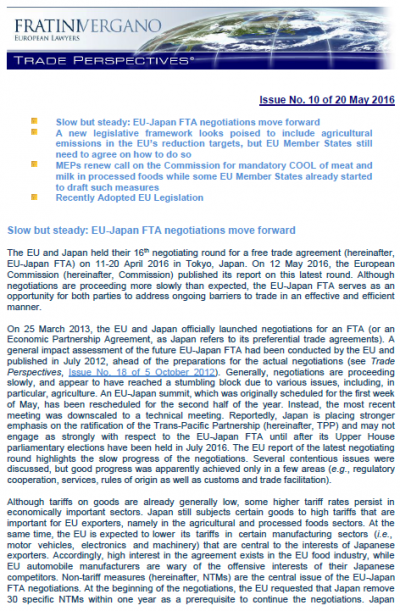 FRATINIVERGANO
EUROPEAN LAWYERS
TRADE PERSPECTIVES®
Issue No. 10 of 20 May 2016
Slow but steady: EU-Japan FTA negotiations move forward
A new legislative framework looks poised to include agricultural
emissions in the EU's reduction targets, but EU Member States still
need to agree on how to do so
MEPs renew call on the Commission for mandatory COOL of meat and
milk in processed foods while some EU Member States already started
to draft such measures
Recently Adopted EU Legislation
Slow but steady: EU-Japan FTA negotiations move forward
The EU and Japan held their 16th negotiating round for a free trade agreement (hereinafter,
EU-Japan FTA) on 11-20 April 2016 in Tokyo, Japan. On 12 May 2016, the European
Commission (hereinafter, Commission) published its report on this latest round. Although
negotiations are proceeding more slowly than expected, the EU-Japan FTA serves as an
opportunity for both parties to address ongoing barriers to trade in an effective and efficient
manner.
On 25 March 2013, the EU and Japan officially launched negotiations for an FTA (or an
Economic Partnership Agreement, as Japan refers to its preferential trade agreements). A
general impact assessment of the future EU-Japan FTA had been conducted by the EU and
published in July 2012, ahead of the preparations for the actual negotiations (see Trade
Perspectives, Issue No. 18 of 5 October 2012). Generally, negotiations are proceeding
slowly, and appear to have reached a stumbling block due to various issues, including, in
particular, agriculture. An EU-Japan summit, which was originally scheduled for the first week
of May, has been rescheduled for the second half of the year. Instead, the most recent
meeting was downscaled to a technical meeting. Reportedly, Japan is placing stronger
emphasis on the ratification of the Trans-Pacific Partnership (hereinafter, TPP) and may not
engage as strongly with respect to the EU-Japan FTA until after its Upper House
parliamentary elections have been held in July 2016. The EU report of the latest negotiating
round highlights the slow progress of the negotiations. Several contentious issues were
discussed, but good progress was apparently achieved only in a few areas (e.g., regulatory
cooperation, services, rules of origin as well as customs and trade facilitation).
Although tariffs on goods are already generally low, some higher tariff rates persist in
economically important sectors. Japan still subjects certain goods to high tariffs that are
important for EU exporters, namely in the agricultural and processed foods sectors. At the
same time, the EU is expected to lower its tariffs in certain manufacturing sectors (i.e.,
motor vehicles, electronics and machinery) that are central to the interests of Japanese
exporters. Accordingly, high interest in the agreement exists in the EU food industry, while
EU automobile manufacturers are wary of the offensive interests of their Japanese
competitors. Non-tariff measures (hereinafter, NTMs) are the central issue of the EU-Japan
FTA negotiations. At the beginning of the negotiations, the EU requested that Japan remove
30 specific NTMs within one year as a prerequisite to continue the negotiations. Japan